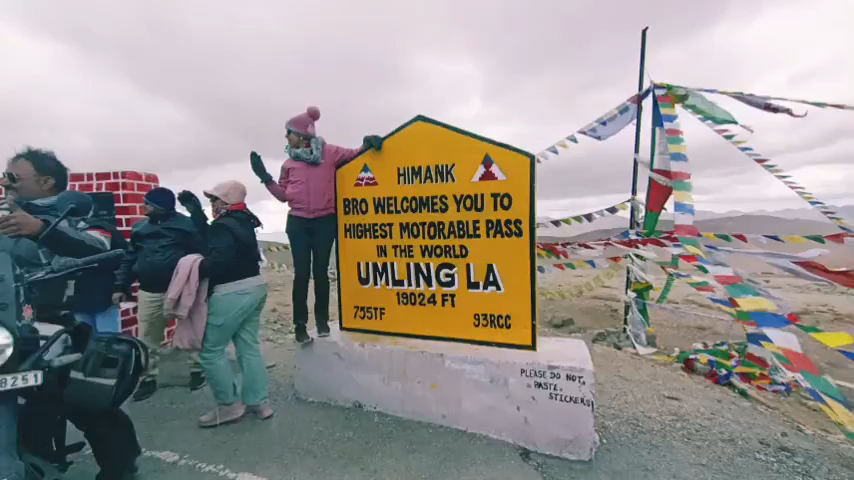 HIMANK
BRO WELCOMES YOU TO
HIGHEST MOTORABLE PASS
IN THE WORLD
UMLING LA
19024 FT
755TF 93RCC
PLEASE DO NOT
PASTE
STICKERS
8251